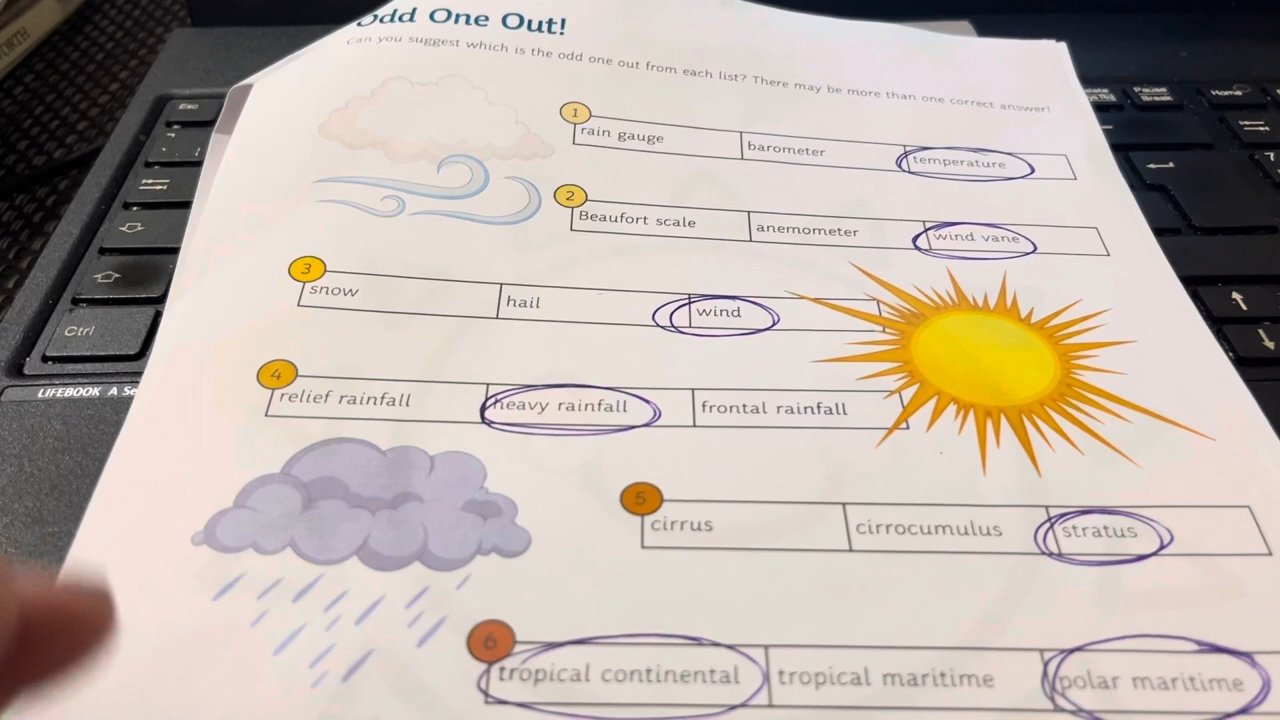 Odd One Out!
Can you suggest which is the odd one out from each list? There may be more than one correct answer!
1
rain gauge barometer temperature
2
Beaufort scale anemometer wind vane
3
snow hail wind
4
relief rainfall heavy rainfall frontal rainfall
5
cirrus cirrocumulus stratus
6
tropical continental tropical maritime polar maritime
Esc
Ctrl
LIFEBOOK A Se
Pause
Break
Home